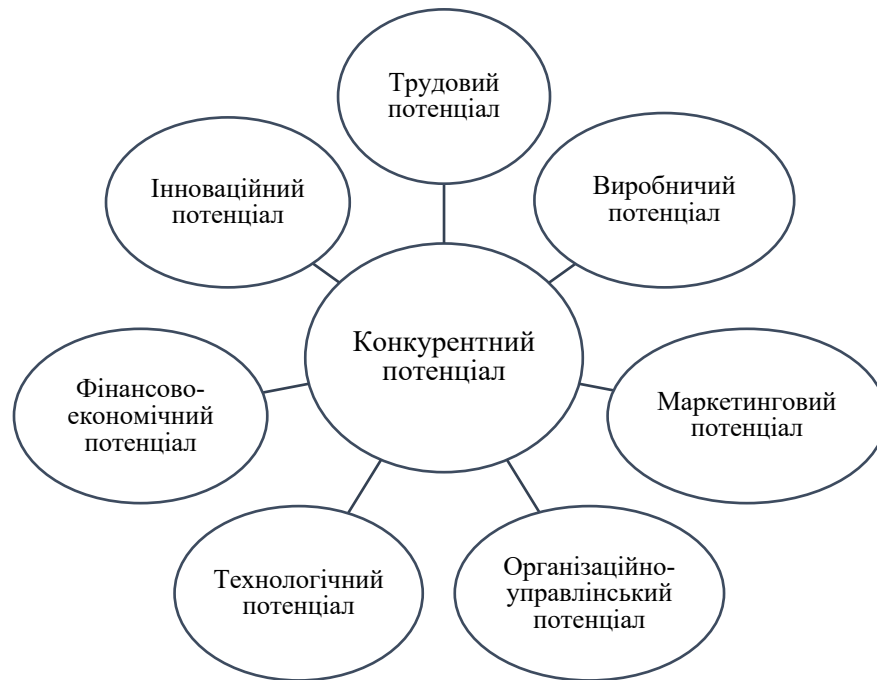 Трудовий
потенціал
Виробничий
потенціал
Маркетинговий
потенціал
Організаційно-
управлінський
потенціал
Технологічний
потенціал
Фінансово-
економічний
потенціал
Інноваційний
потенціал
Конкурентний
потенціал